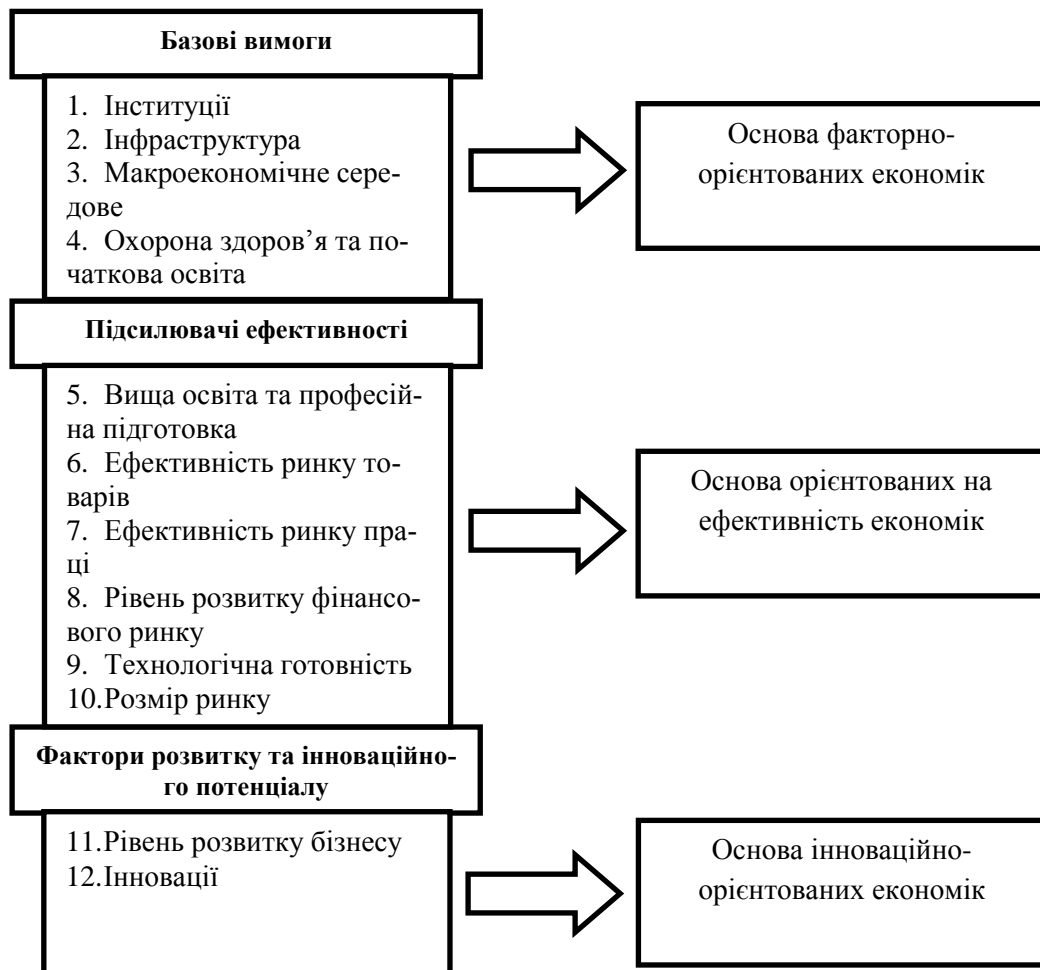 Базові вимоги
1. Інституції
2. Інфраструктура
3. Макроекономічне сере-
дове
4. Охорона здоров’я та по-
чаткова освіта
Основа факторно-
орієнтованих економік
Підсилювачі ефективності
5. Вища освіта та професій-
на підготовка
6. Ефективність ринку то-
варів
7. Ефективність ринку пра-
ці
8. Рівень розвитку фінансо-
вого ринку
9. Технологічна готовність
10.Розмір ринку
Основа орієнтованих на
ефективність економік
Фактори розвитку та інноваційно-
го потенціалу
11.Рівень розвитку бізнесу
12.Інновації
Основа інноваційно-
орієнтованих економік